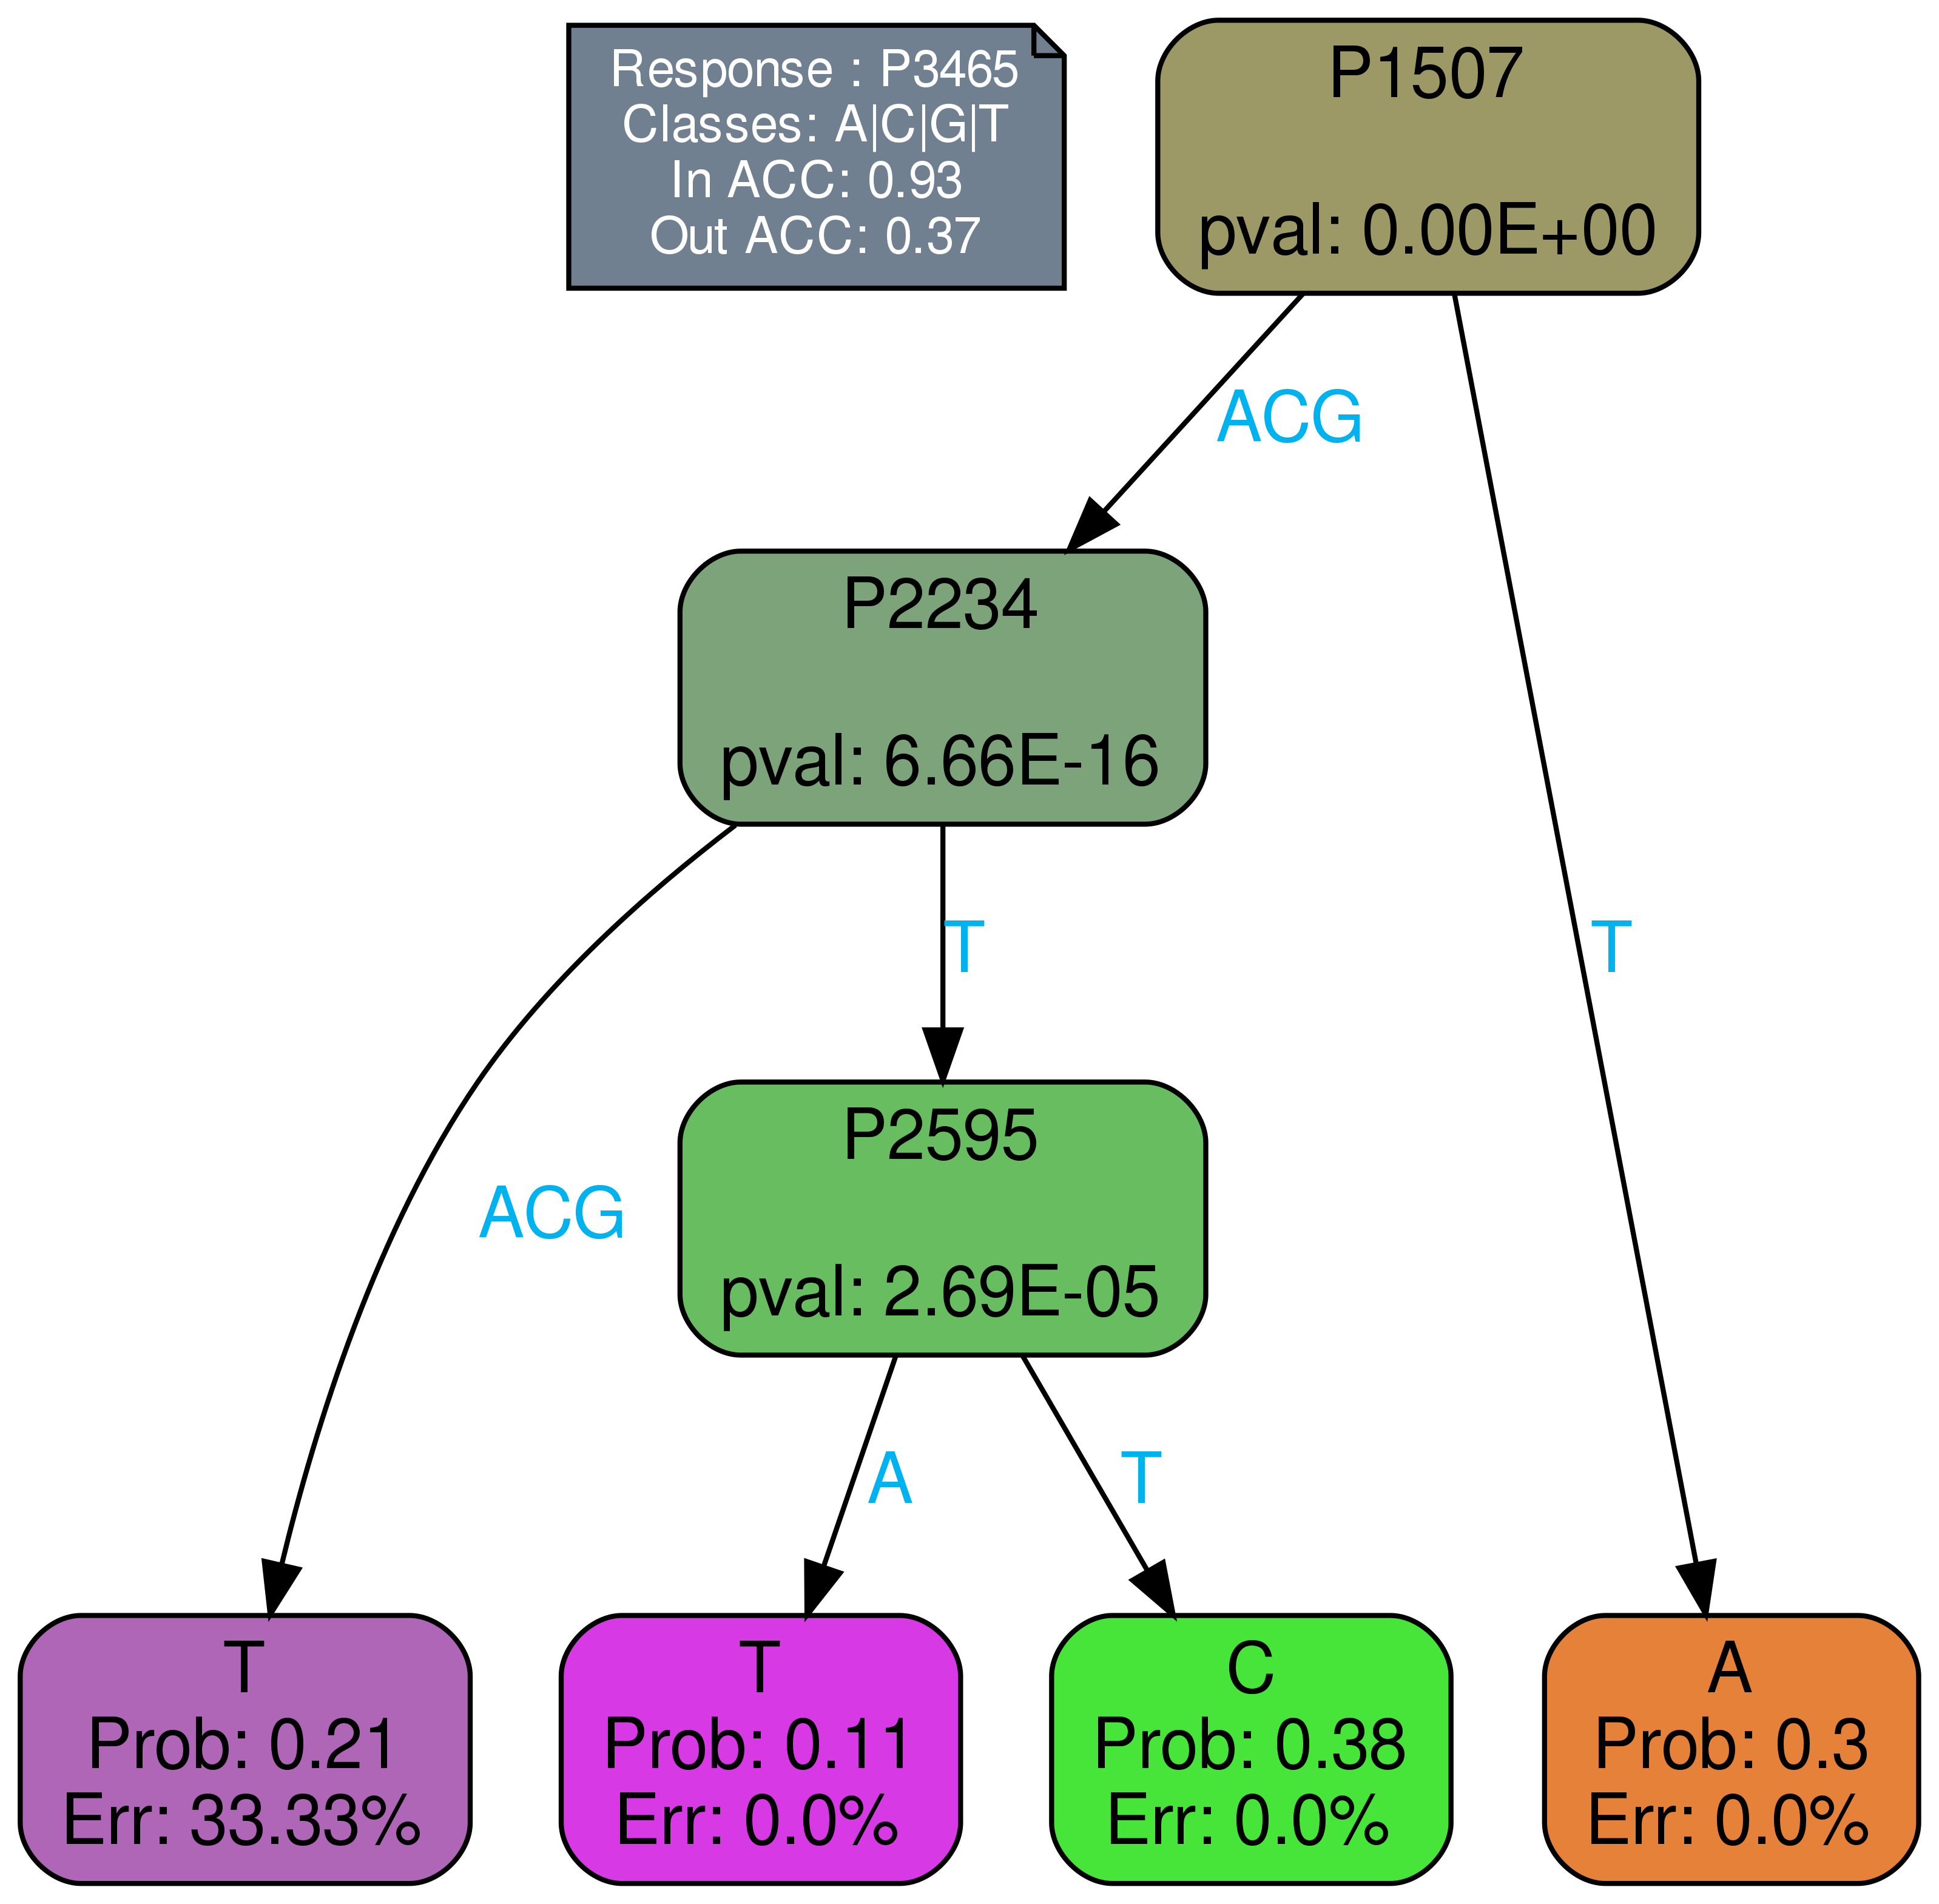 Response : P3465
Classes: A|C|G|T
In ACC: 0.93
Out ACC: 0.37
P1507
pval: 0.00E+00
ACG
P2234
pval: 6.66E-16
T
T
P2595
pval: 2.69E-05
ACG
A
T
T
Prob: 0.21
Err: 33.33%
T
Prob: 0.11
Err: 0.0%
C
Prob: 0.38
Err: 0.0%
A
Prob: 0.3
Err: 0.0%